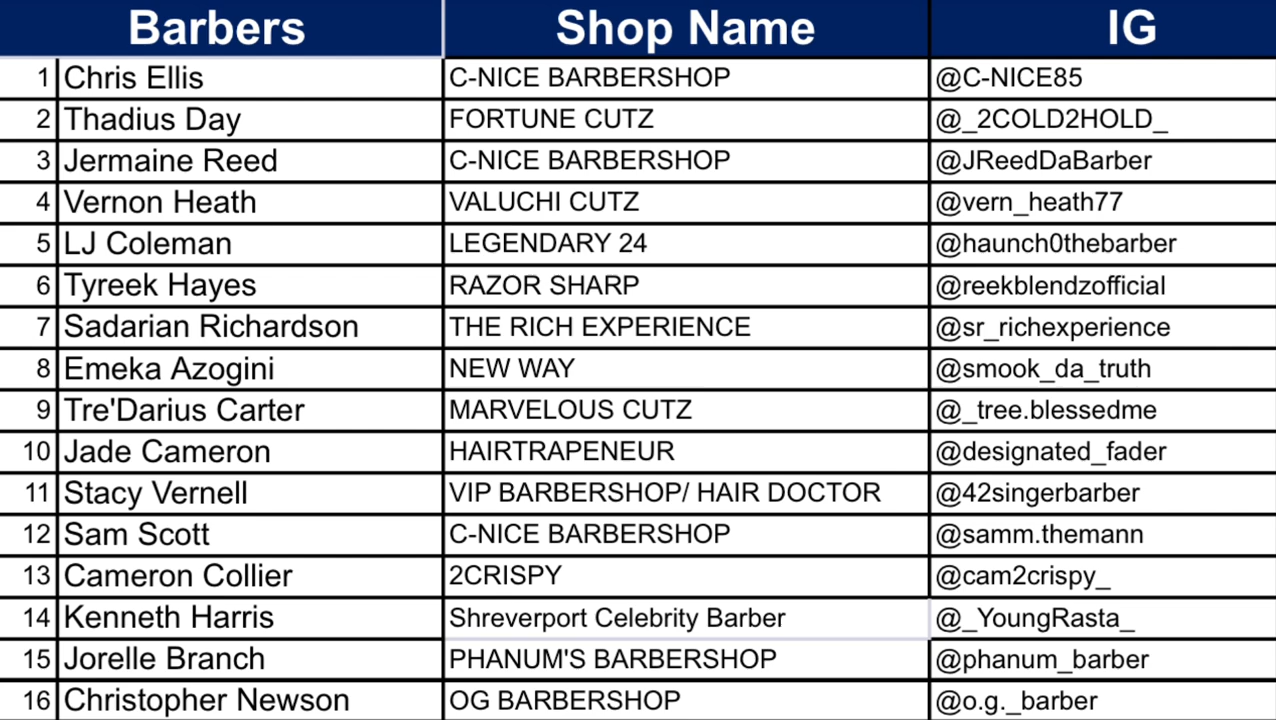 Barbers Shop Name IG
1 Chris Ellis C-NICE BARBERSHOP @C-NICE85
2 Thadius Day FORTUNE CUTZ @_2COLD2HOLD_
3 Jermaine Reed C-NICE BARBERSHOP @JReedDaBarber
4 Vernon Heath VALUCHI CUTZ @vern_heath77
5 LJ Coleman LEGENDARY 24 @haunch0thebarber
6 Tyreek Hayes RAZOR SHARP @reekblendzofficial
7 Sadarian Richardson THE RICH EXPERIENCE @sr_richexperience
8 Emeka Azogini NEW WAY @smook_da_truth
9 Tre'Darius Carter MARVELOUS CUTZ @_tree.blessedme
10 Jade Cameron HAIRTRAPENEUR @designated_fader
11 Stacy Vernell VIP BARBERSHOP/ HAIR DOCTOR @42singerbarber
12 Sam Scott C-NICE BARBERSHOP @samm.themann
13 Cameron Collier 2CRISPY @cam2crispy_
14 Kenneth Harris Shreverport Celebrity Barber @_YoungRasta_
15 Jorelle Branch PHANUM'S BARBERSHOP @phanum_barber
16 Christopher Newson OG BARBERSHOP @o.g._barber